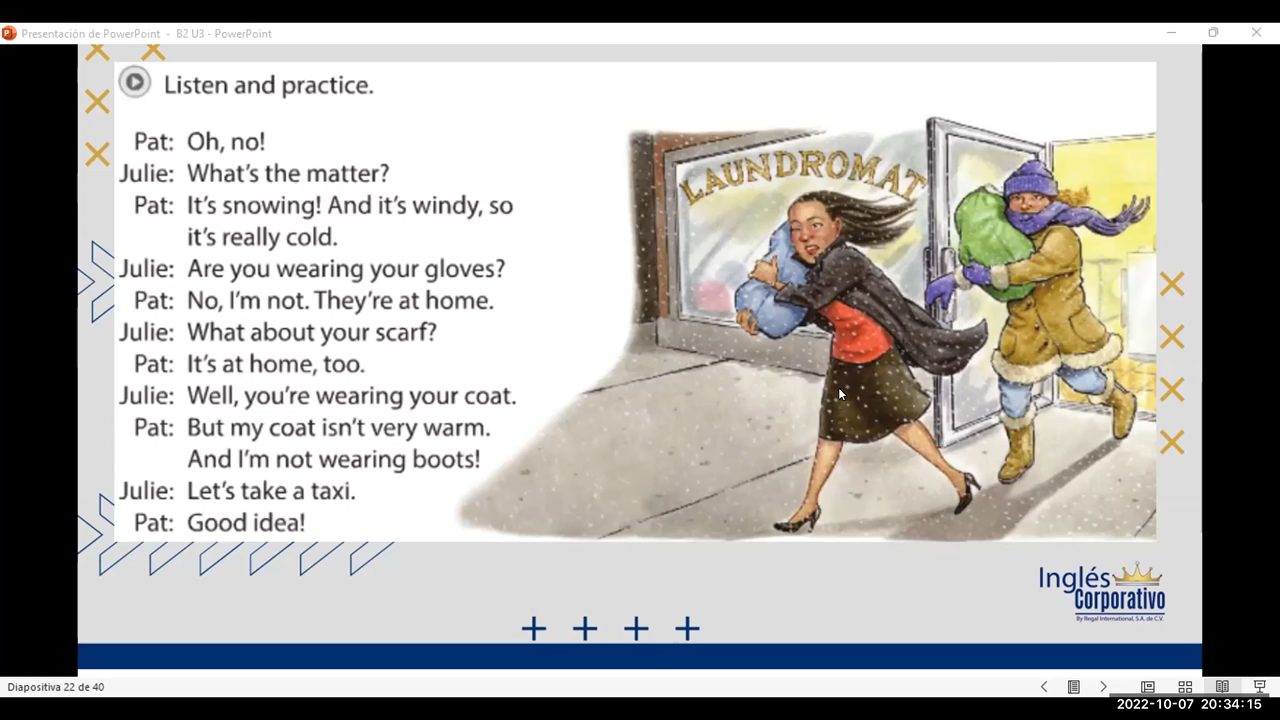 Presentación de PowerPoint - B2 U3 - PowerPoint
Listen and practice.
Pat: Oh, no!
Julie: What's the matter?
Pat: It's snowing! And it's windy, so
it's really cold.
Julie: Are you wearing your gloves?
Pat: No, I'm not. They're at home.
Julie: What about your scarf?
Pat: It's at home, too.
Julie: Well, you're wearing your coat.
Pat: But my coat isn't very warm.
And I'm not wearing boots!
Julie: Let's take a taxi.
Pat: Good idea!
LAUNDROMAT
Inglés
Corporativo
By Regal International, S.A. de C.V.
Diapositiva 22 de 40
2022-10-07 20:34:15